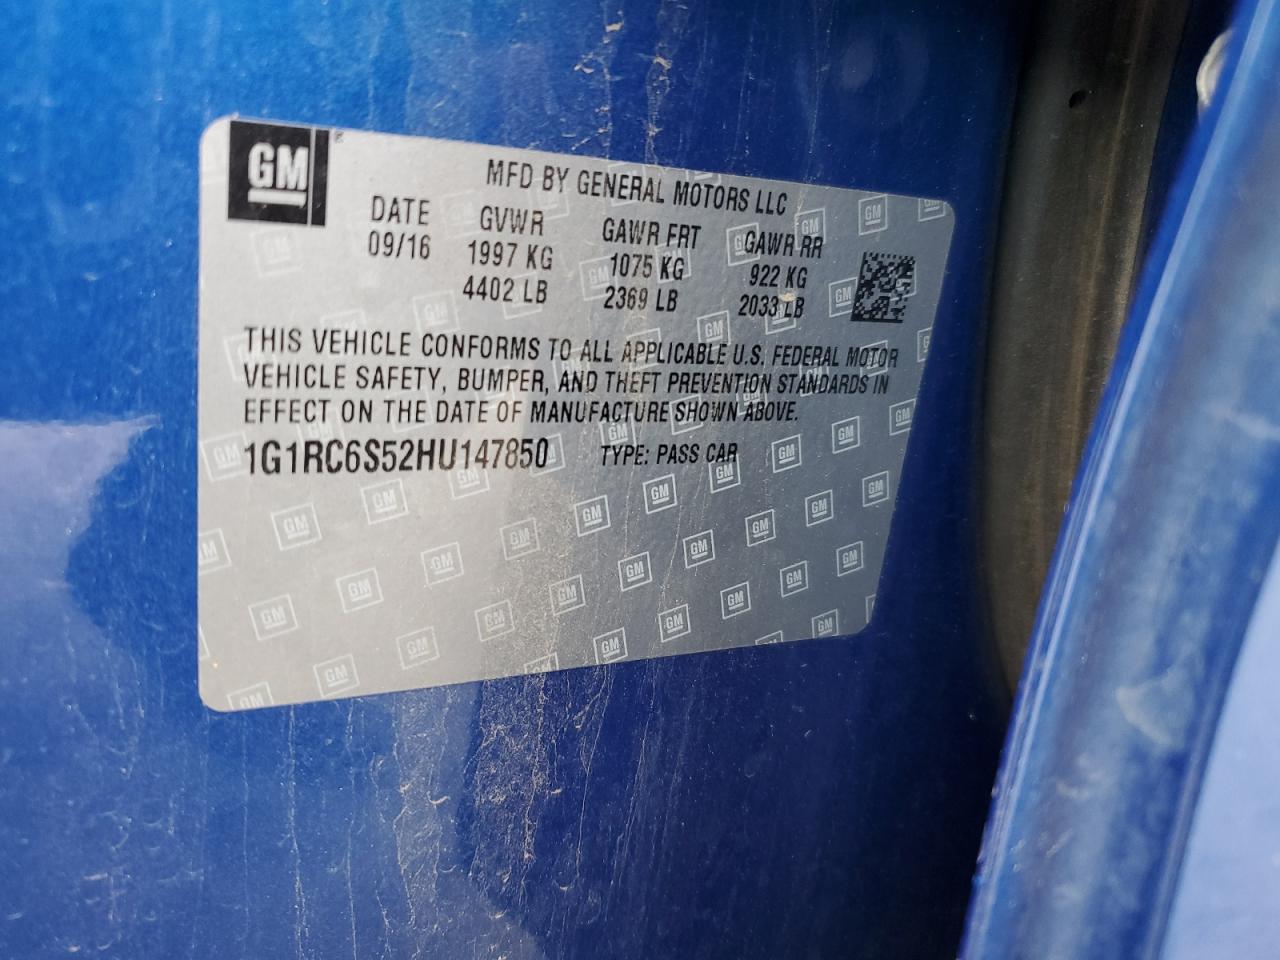 GM
MFD BY GENERAL MOTORS LLC
DATE GVWR GAWR FRT GAWR RR
09/16 1997 KG 1075 KG 922 KG
4402 LB 2369 LB 2033 LB
THIS VEHICLE CONFORMS TO ALL APPLICABLE U.S. FEDERAL MOTOR
VEHICLE SAFETY, BUMPER, AND THEFT PREVENTION STANDARDS IN
EFFECT ON THE DATE OF MANUFACTURE SHOWN ABOVE.
1G1RC6S52HU147850 TYPE: PASS CAR